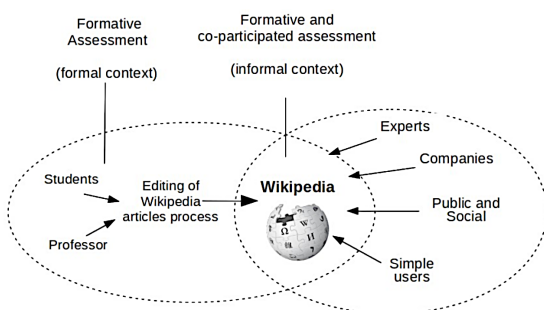 Formative
Assessment
(formal context)
Formative and
co-participated assessment
(informal context)
Students
Professor
Editing of
Wikipedia
articles process
Wikipedia
Experts
Companies
Public and
Social
Simple
users